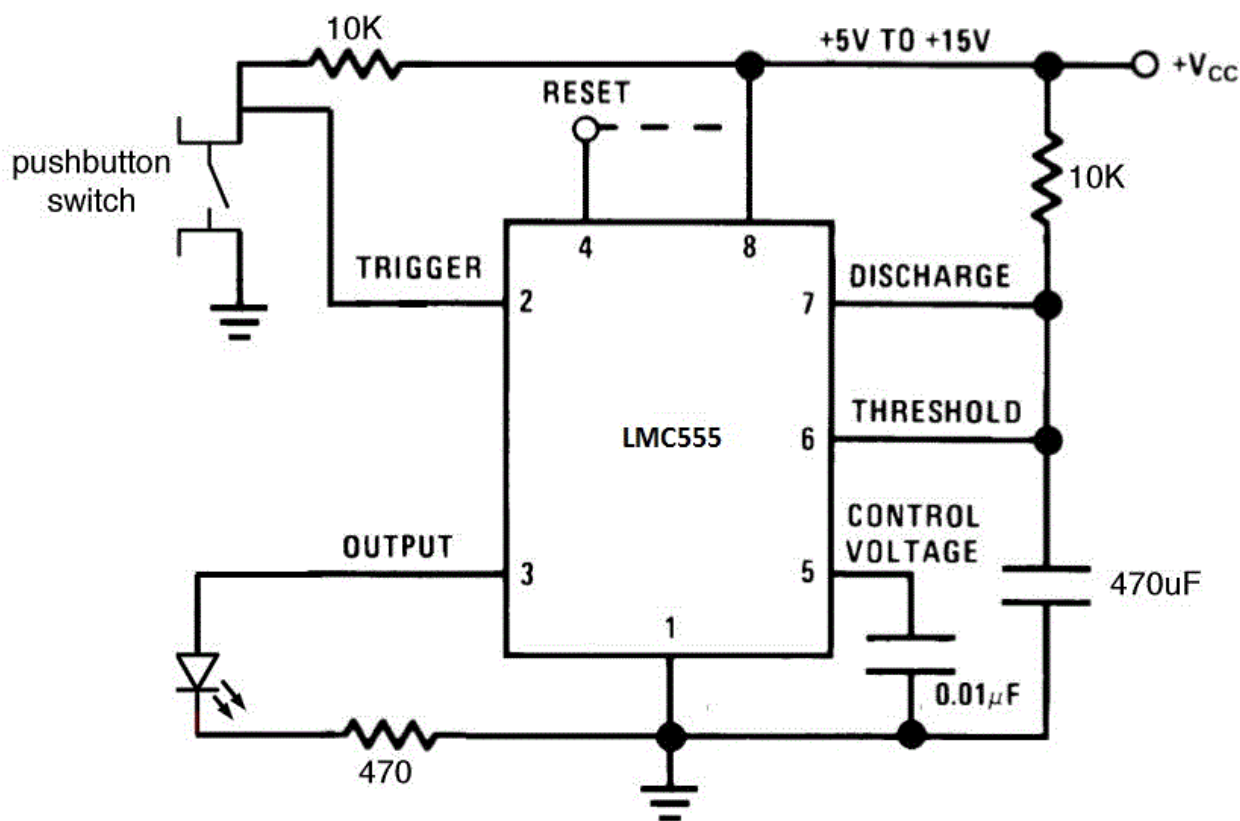 10K
+5V TO +15V
+VCC
RESET
pushbutton
switch
10K
4
8
TRIGGER
DISCHARGE
2
7
THRESHOLD
LMC555
6
CONTROL
VOLTAGE
OUTPUT
3
5
470uF
1
0.01μF
470